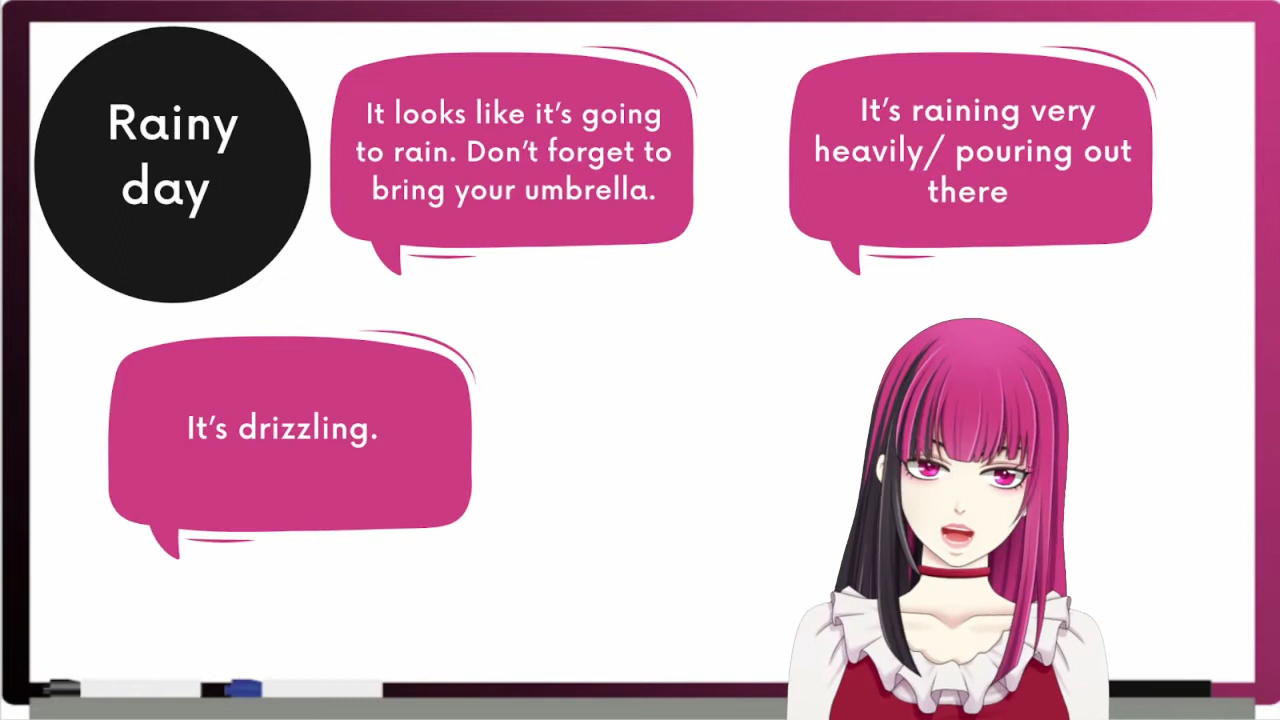 Rainy
day
It looks like it's going
to rain. Don't forget to
bring your umbrella.
It's raining very
heavily/ pouring out
there
It's drizzling.